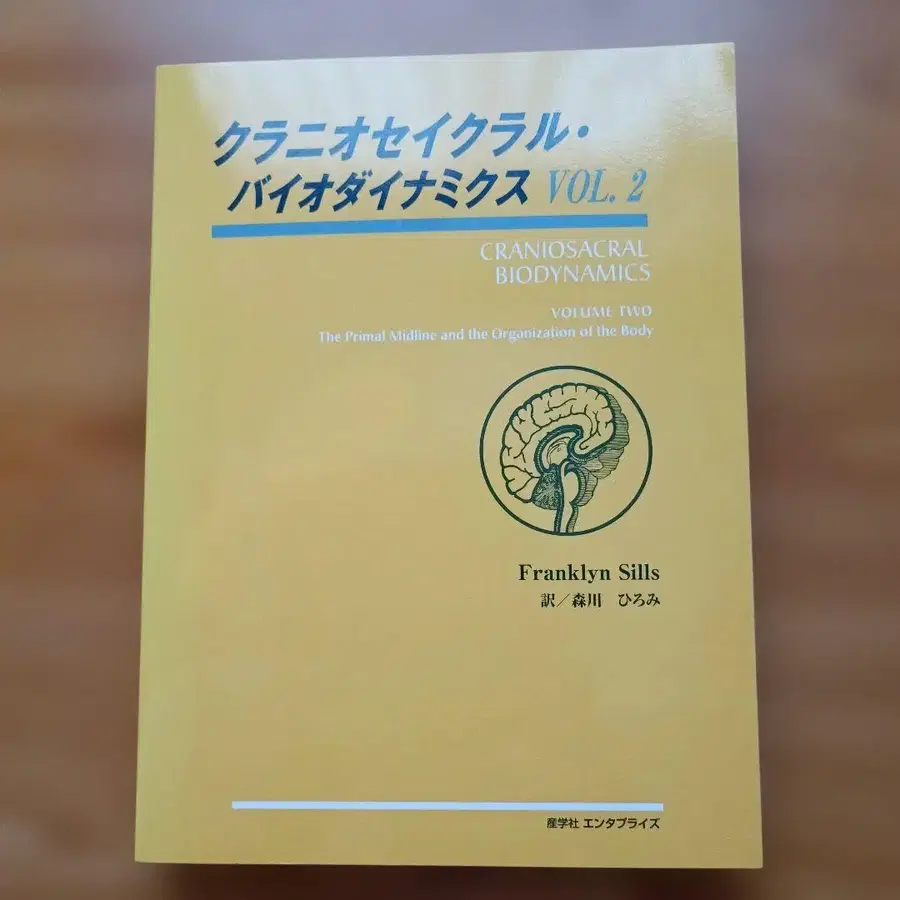 クラニオセイクラル・
バイオダイナミクス VOL. 2
CRANIOSACRAL
BIODYNAMICS
VOLUME TWO
The Primal Midline and the Organization of the Body
Franklyn Sills
訳／森川 ひろみ
産学社 エンタプライズ